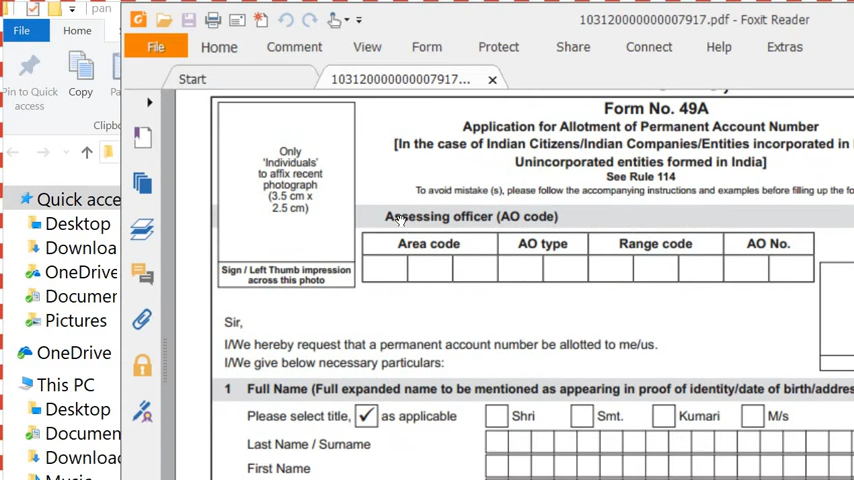 pan
File
Home
Pin to Quick
access
Copy
Clipb
Quick acce
Desktop
Downloa
OneDrive
Documer
Pictures
OneDrive
This PC
Desktop
Documen
Downloa
103120000000007917.pdf - Foxit Reader
File Home Comment View Form Protect Share Connect Help Extras
Start 103120000000007917...
Only
'Individuals'
to affix recent
photograph
(3.5 cm x
2.5 cm)
Sign / Left Thumb impression
across this photo
Form No. 49A
Application for Allotment of Permanent Account Number
[In the case of Indian Citizens/Indian Companies/Entities incorporated in
Unincorporated entities formed in India]
See Rule 114
To avoid mistake (s), please follow the accompanying instructions and examples before filling up the fo
Assessing officer (AO code)
Area code AO type Range code AO No.
Sir,
I/We hereby request that a permanent account number be allotted to me/us.
I/We give below necessary particulars:
1 Full Name (Full expanded name to be mentioned as appearing in proof of identity/date of birth/addres
Please select title, ✓ as applicable Shri Smt. Kumari M/s
Last Name / Surname
First Name